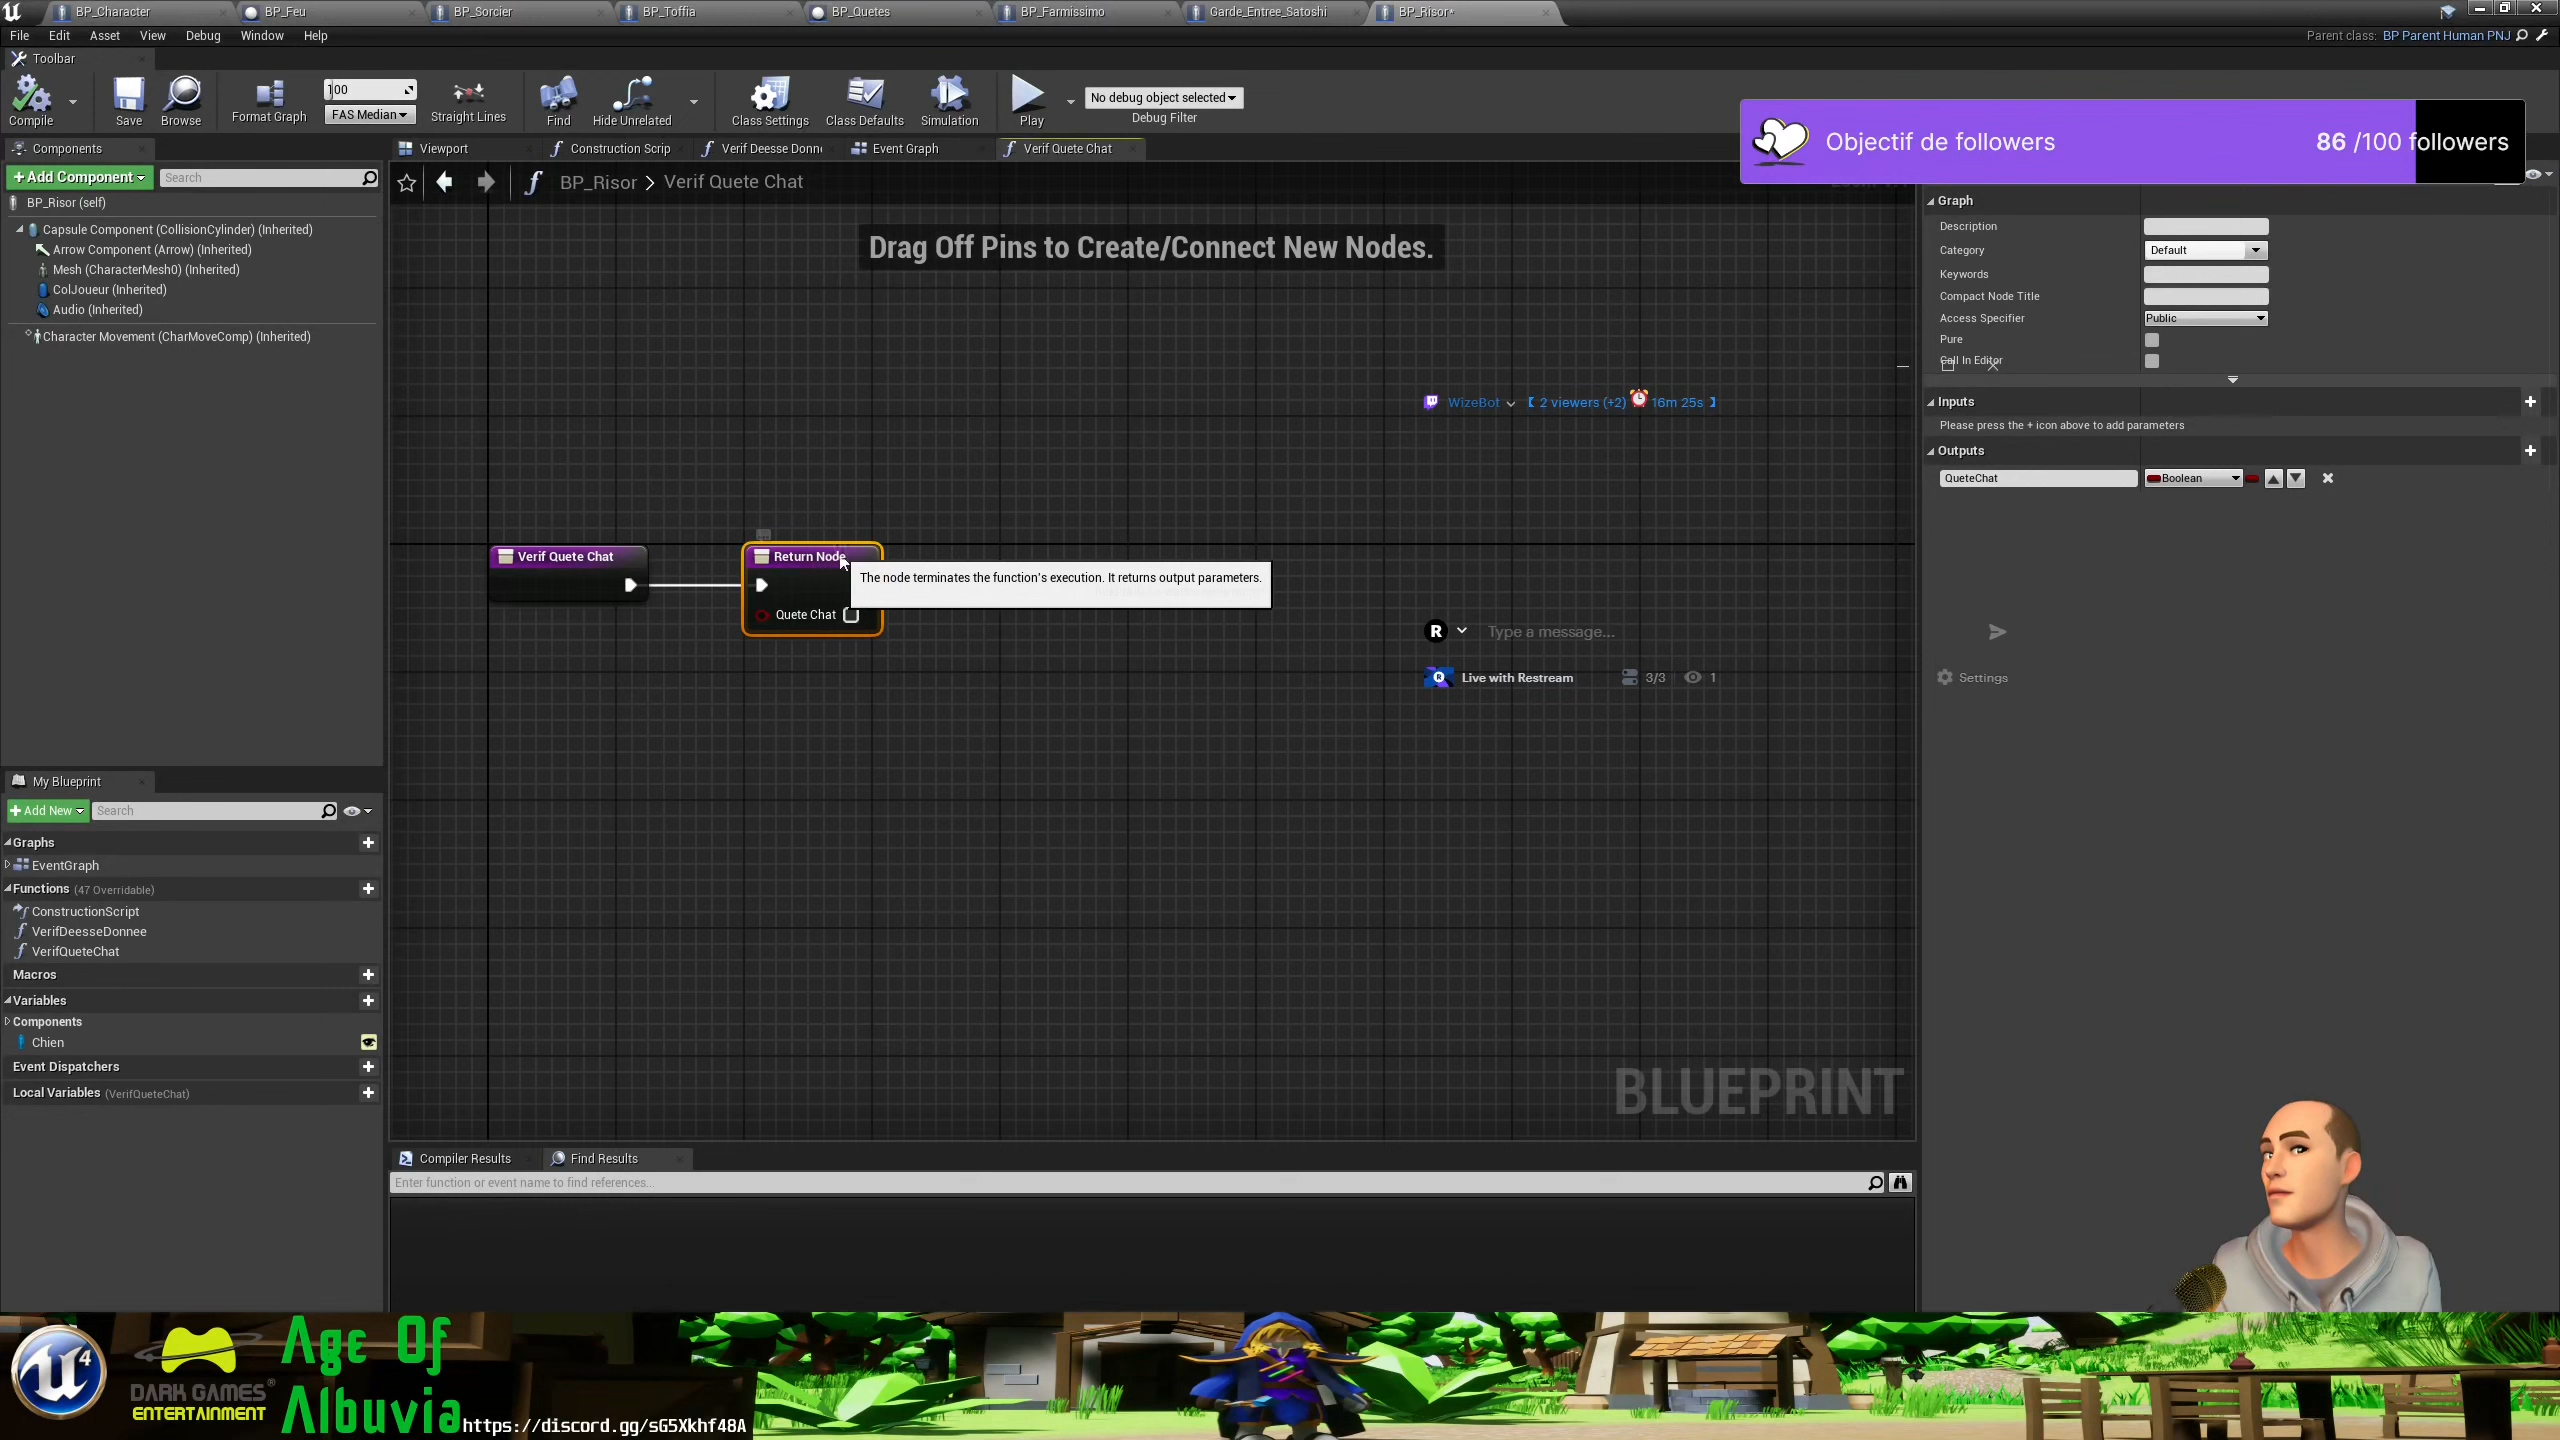 BP_Character
BP_Feu
BP_Sorcier
BP_Toffia
BP_Quetes
BP_Farmissimo
Garde_Entree_Satoshi
BP_Risor*
File
Edit
Asset
View
Debug
Window
Help
Parent class:
BP Parent Human PNJ
Toolbar
Compile
Save
Browse
Format Graph
100
FAS Median
Straight Lines
Find
Hide Unrelated
Class Settings
Class Defaults
Simulation
Play
No debug object selected
Debug Filter
Objectif de followers
86 /100 followers
Components
Viewport
Construction Scrip
Verif Deesse Donn
Event Graph
Verif Quete Chat
+Add Component
Search
BP_Risor > Verif Quete Chat
BP_Risor (self)
Capsule Component (CollisionCylinder) (Inherited)
Arrow Component (Arrow) (Inherited)
Mesh (CharacterMesh0) (Inherited)
ColJoueur (Inherited)
Audio (Inherited)
Character Movement (CharMoveComp) (Inherited)
Drag Off Pins to Create/Connect New Nodes.
Graph
Description
Category
Default
Keywords
Compact Node Title
Access Specifier
Public
Pure
Call In Editor
WizeBot
2 viewers (+2)
16m 25s
Inputs
Please press the + icon above to add parameters
Outputs
QueteChat
Boolean
Verif Quete Chat
Return Node
The node terminates the function's execution. It returns output parameters.
Quete Chat
R
Type a message...
Live with Restream
3/3
1
Settings
My Blueprint
+Add New
Search
Graphs
EventGraph
Functions (47 Overridable)
ConstructionScript
VerifDeesseDonnee
VerifQueteChat
Macros
Variables
Components
Chien
Event Dispatchers
Local Variables (VerifQueteChat)
BLUEPRINT
Compiler Results
Find Results
Enter function or event name to find references...
4
DARK GAMES
ENTERTAINMENT
Age Of
Albuvia
https://discord.gg/sG5Xkhf48A